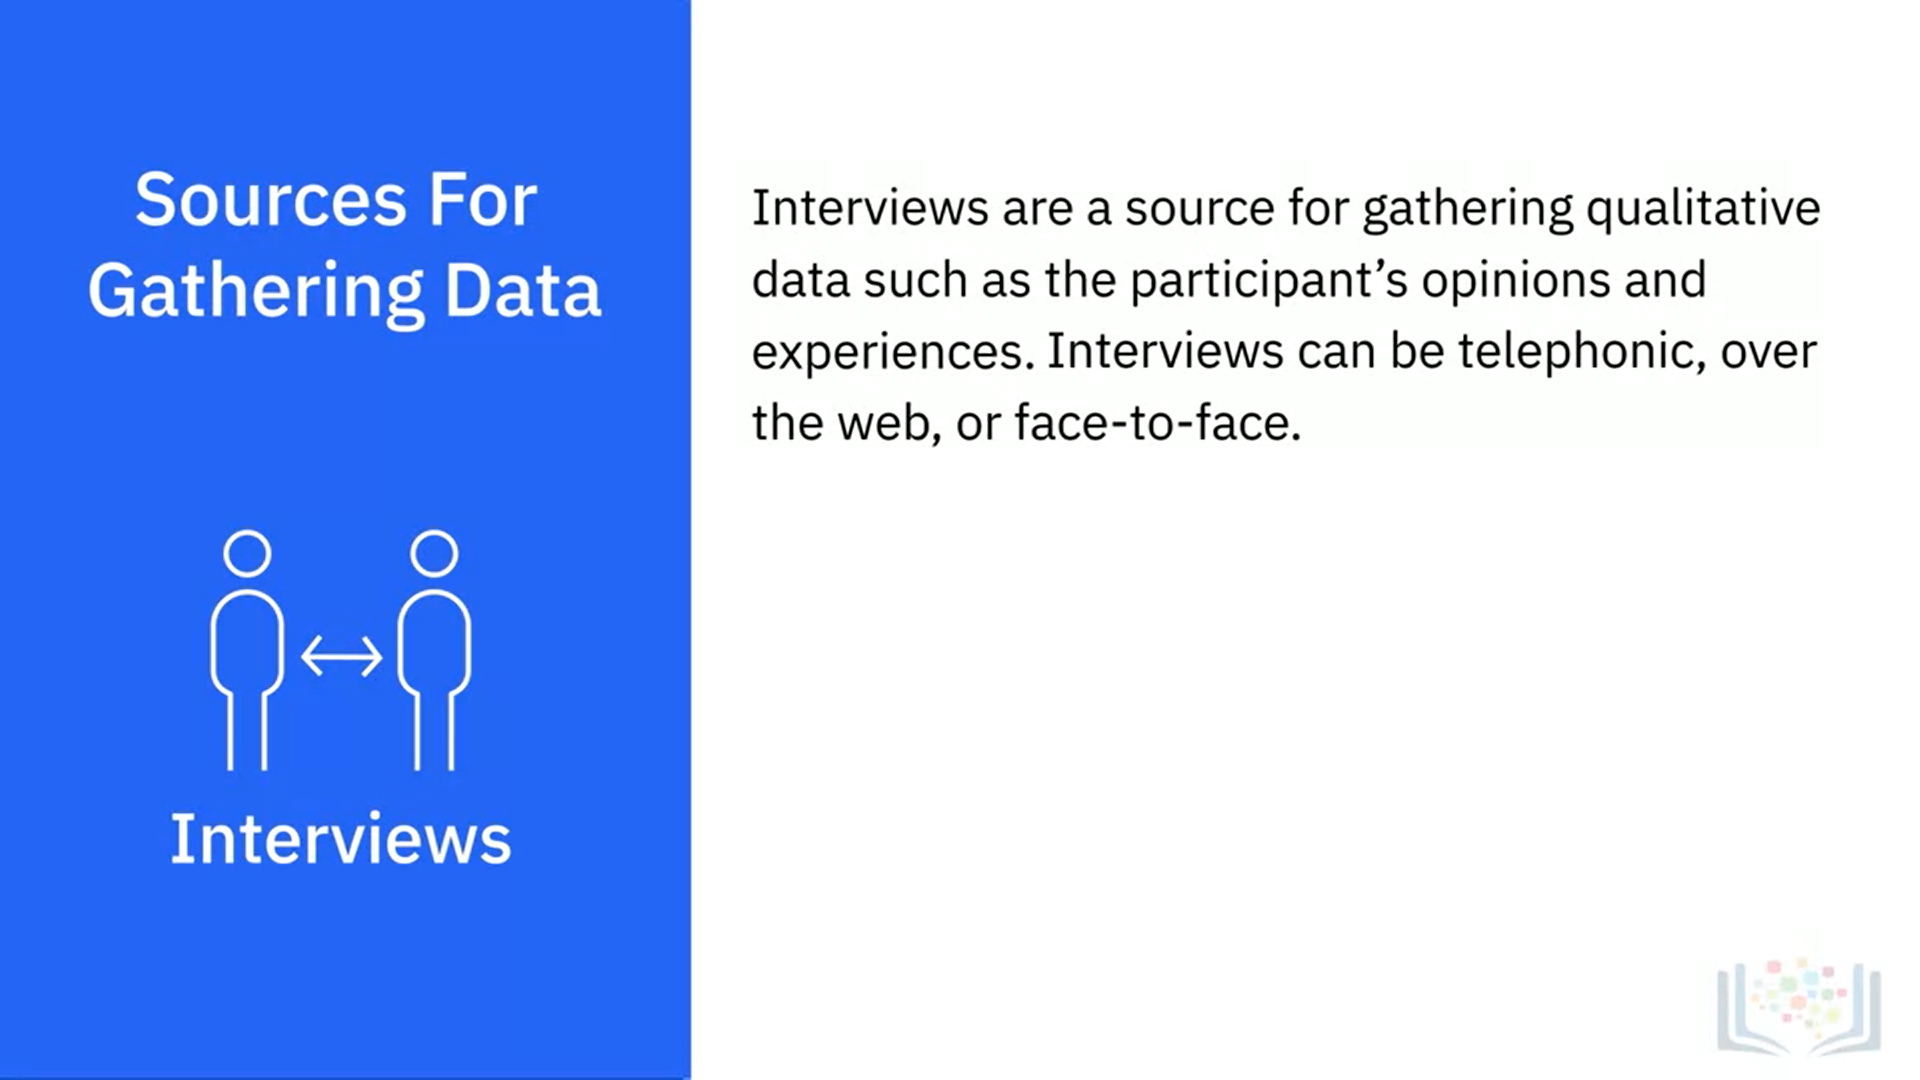 Sources For
Gathering Data
Interviews
Interviews are a source for gathering qualitative
data such as the participant’s opinions and
experiences. Interviews can be telephonic, over
the web, or face-to-face.